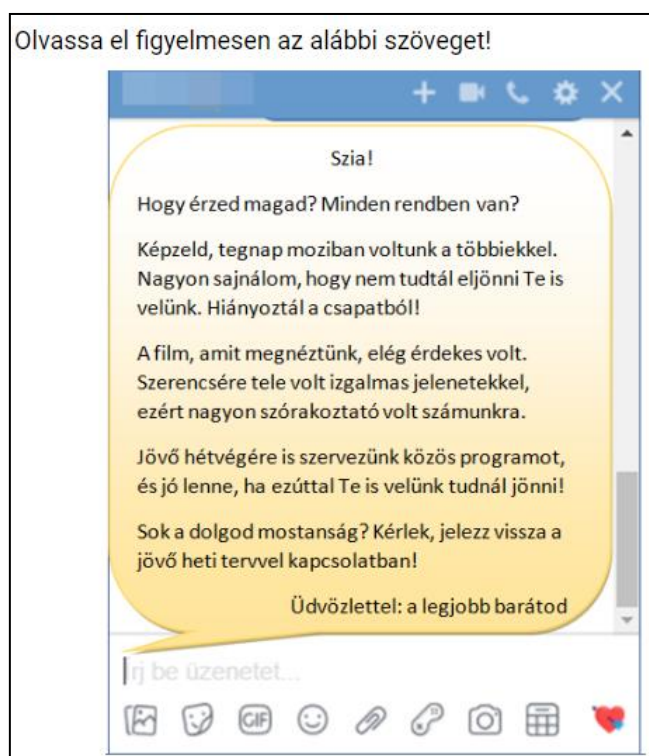 Olvassa el figyelmesen az alábbi szöveget!
Szia!
Hogy érzed magad? Minden rendben van?
Képzeld, tegnap moziban voltunk a többiekkel.
Nagyon sajnálom, hogy nem tudtál eljönni Te is
velünk. Hiányoztál a csapatból!
A film, amit megnéztünk, elég érdekes volt.
Szerencsére tele volt izgalmas jelenetekkel,
ezért nagyon szórakoztató volt számunkra.
Jövő hétvégére is szervezünk közös programot,
és jó lenne, ha ezúttal Te is velünk tudnál jönni!
Sok a dolgod mostanság? Kérlek, jelezz vissza a
jövő heti tervvel kapcsolatban!
Üdvözlettel: a legjobb barátod
Írj be üzenetet...
GIF